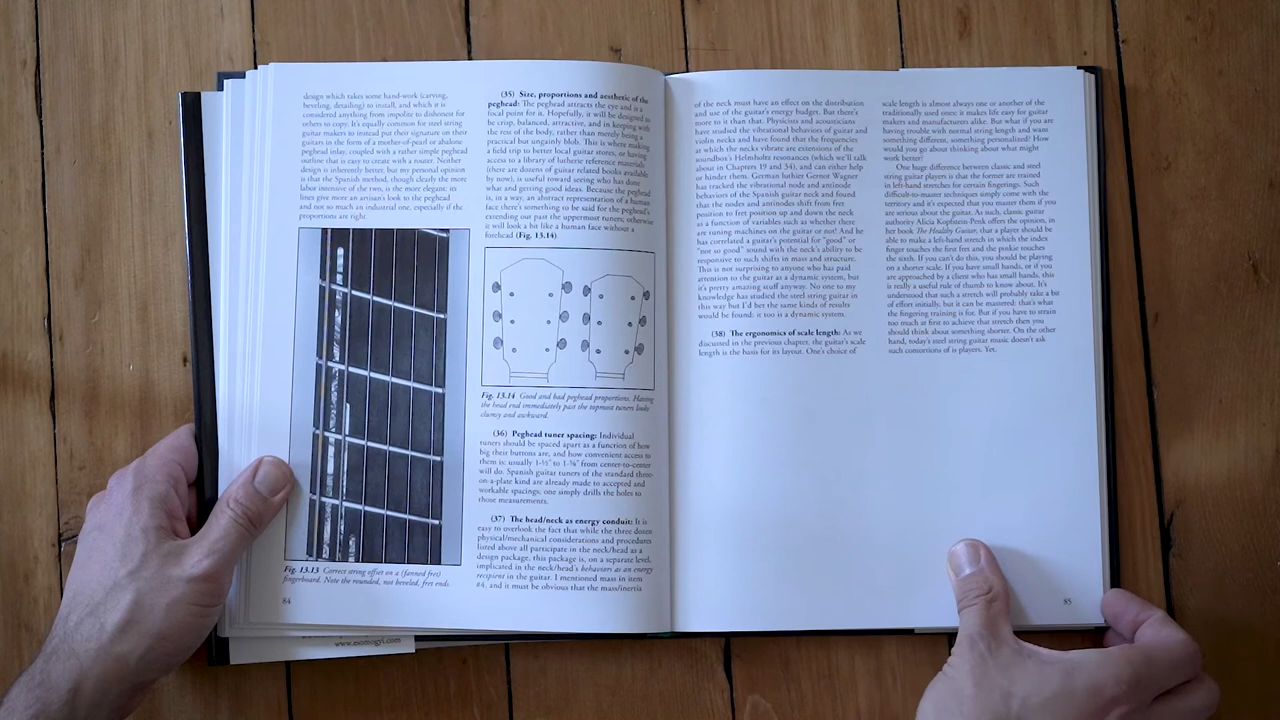 design which takes some hand-work (carving,
beveling, detailing) to install, and which it is
considered anything from impolite to dishonest for
others to copy. It's equally common for steel string
guitar makers to instead put their signature on their
guitars in the form of a mother-of-pearl or abalone
peghead inlay, coupled with a rather simple peghead
outline that is easy to create with a router. Neither
design is inherently better, but my personal opinion
is that the Spanish method, though clearly the more
labor intensive of the two, is the more elegant: its
lines give more an artisan's look to the peghead
and not so much an industrial one, especially if the
proportions are right.
Fig. 13.13 Correct string offset on a (fanned fret)
fingerboard. Note the rounded, not beveled, fret ends.
84
(35) Size, proportions and aesthetic of the
peghead: The peghead attracts the eye and is a
focal point for it. Hopefully, it will be designed to
be crisp, balanced, attractive, and in keeping with
the rest of the body, rather than merely being a
practical but ungainly blob. This is where making
a field trip to better local guitar stores, or having
access to a library of lutherie reference materials
(there are dozens of guitar related books available
by now), is useful toward seeing who has done
what and getting good ideas. Because the peghead
is, in a way, an abstract representation of a human
face there's something to be said for the peghead's
extending out past the uppermost tuners; otherwise
it will look a bit like a human face without a
forehead (Fig. 13.14)
Fig. 13.14 Good and bad peghead proportions. Having
the head end immediately past the topmost tuners looks
clumsy and awkward.
(36) Peghead tuner spacing: Individual
tuners should be spaced apart as a function of how
big their buttons are, and how convenient access to
them is: usually 1-½" to 1-⅝" from center-to-center
will do. Spanish guitar tuners of the standard three-
on-a-plate kind are already made to accepted and
workable spacings; one simply drills the holes to
those measurements.
(37) The head/neck as energy conduit: It is
easy to overlook the fact that while the three dozen
physical/mechanical considerations and procedures
listed above all participate in the neck/head as a
design package, this package is, on a separate level,
implicated in the neck/head's behaviors as an energy
recipient in the guitar. I mentioned mass in item
#4, and it must be obvious that the mass/inertia
of the neck must have an effect on the distribution
and use of the guitar's energy budget. But there's
more to it than that. Physicists and acousticians
have studied the vibrational behaviors of guitar and
violin necks and have found that the frequencies
at which the necks vibrate are extensions of the
soundbox's Helmholtz resonances (which we'll talk
about in Chapters 19 and 34), and can either help
or hinder them. German luthier Gernot Wagner
has tracked the vibrational node and antinode
behaviors of the Spanish guitar neck and found
that the nodes and antinodes shift from fret
position to fret position up and down the neck
as a function of variables such as whether there
are tuning machines on the guitar or not! And he
has correlated a guitar's potential for "good" or
"not so good" sound with the neck's ability to be
responsive to such shifts in mass and structure.
This is not surprising to anyone who has paid
attention to the guitar as a dynamic system, but
it's pretty amazing stuff anyway. No one to my
knowledge has studied the steel string guitar in
this way but I'd bet the same kinds of results
would be found: it too is a dynamic system.
(38) The ergonomics of scale length: As we
discussed in the previous chapter, the guitar's scale
length is the basis for its layout. One's choice of
scale length is almost always one or another of the
traditionally used ones: it makes life easy for guitar
makers and manufacturers alike. But what if you are
having trouble with normal string length and want
something different, something personalized? How
would you go about thinking about what might
work better?
One huge difference between classic and steel
string guitar players is that the former are trained
in left-hand stretches for certain fingerings. Such
difficult-to-master techniques simply come with the
territory and it's expected that you master them if you
are serious about the guitar. As such, classic guitar
authority Alicia Kopfstein-Penk offers the opinion, in
her book The Healthy Guitar, that a player should be
able to make a left-hand stretch in which the index
finger touches the first fret and the pinkie touches
the sixth. If you can't do this, you should be playing
on a shorter scale. If you have small hands, or if you
are approached by a client who has small hands, this
is really a useful rule of thumb to know about. It's
understood that such a stretch will probably take a bit
of effort initially, but it can be mastered: that's what
the fingering training is for. But if you have to strain
too much at first to achieve that stretch then you
should think about something shorter. On the other
hand, today's steel string guitar music doesn't ask
such contortions of is players. Yet.
85
www.esomogyi.com